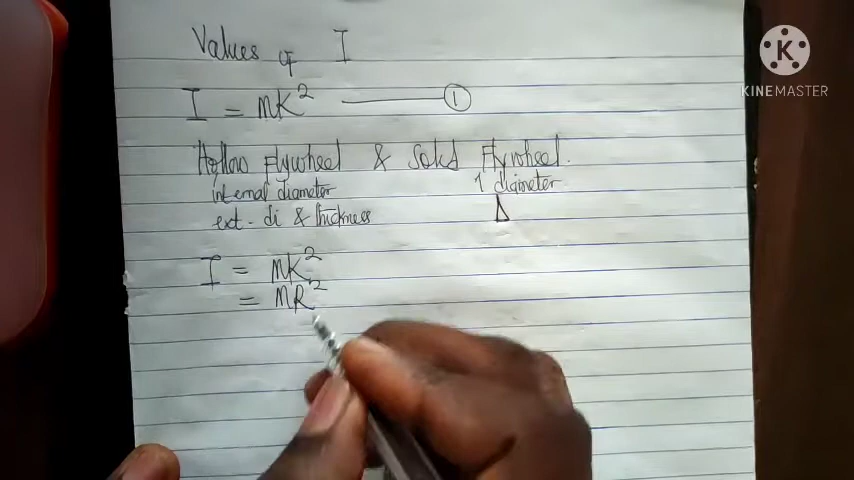 Values of I
I = mK² ——— ①
Hollow Flywheel & Solid Flywheel.
internal diameter
ext. di & thickness
1 diameter
D
I = mK²
= mR²
K
KINEMASTER